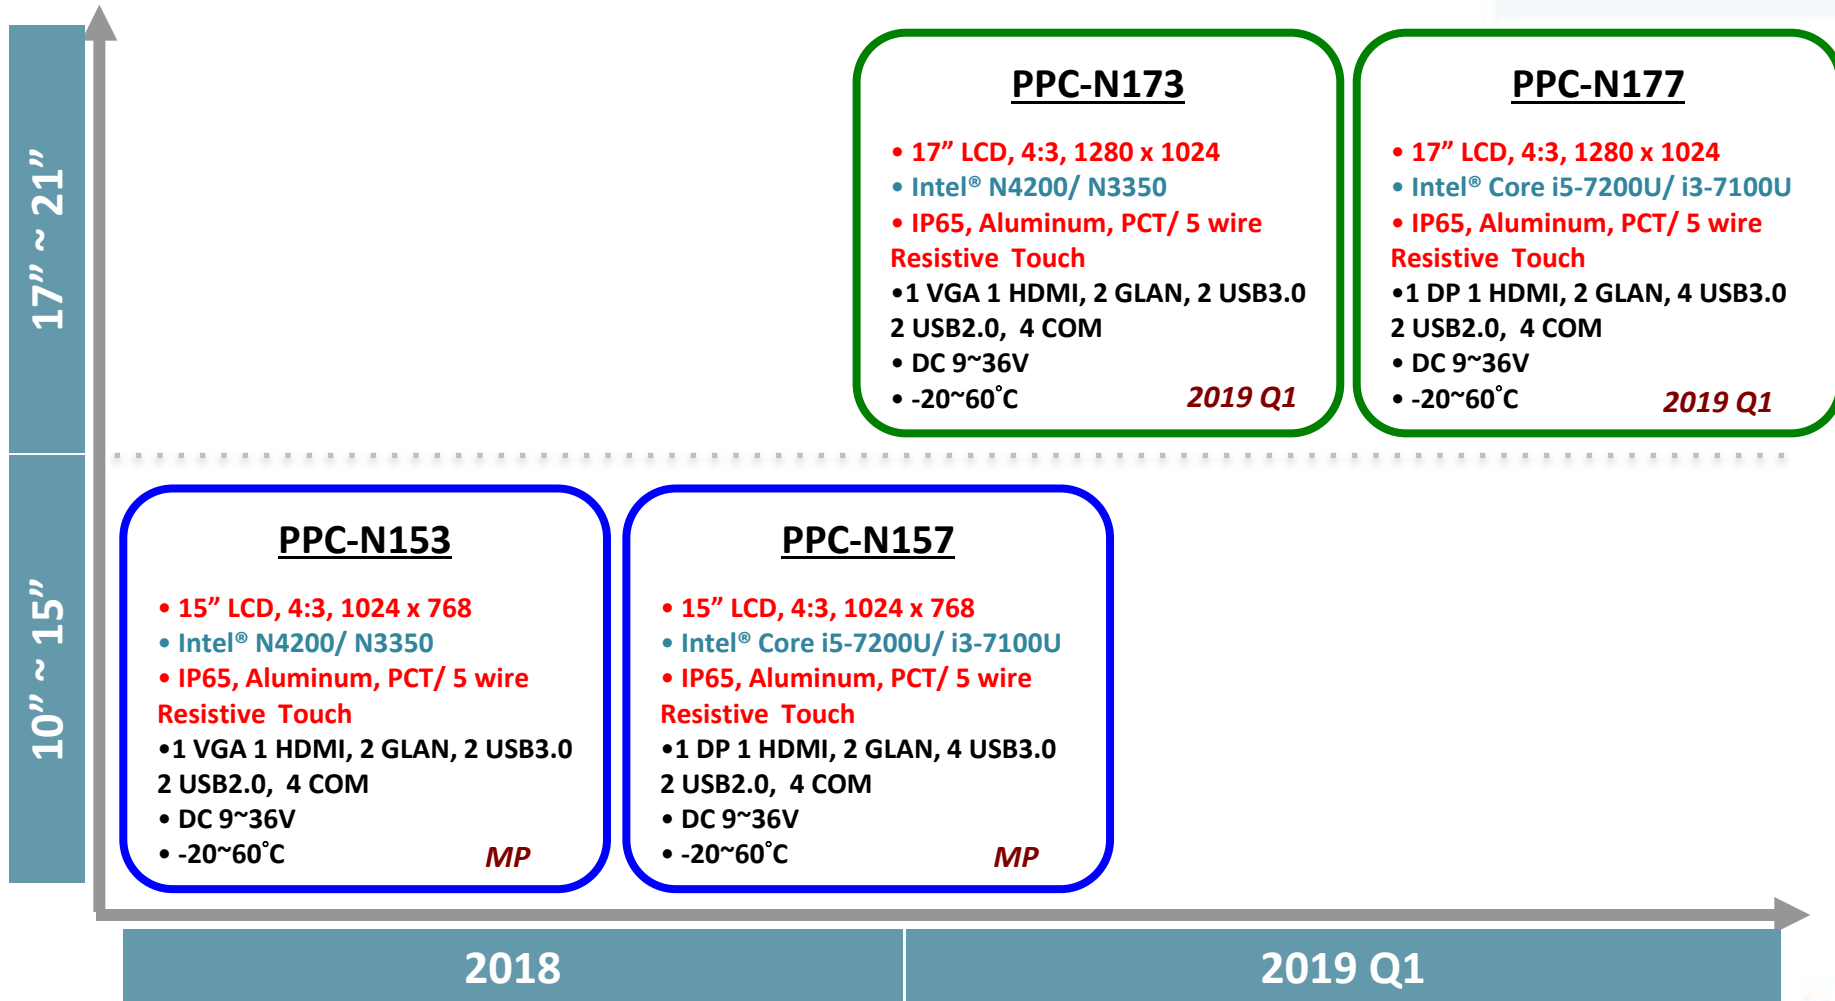 17” ~ 21”
PPC-N173
• 17” LCD, 4:3, 1280 x 1024
• Intel® N4200/ N3350
• IP65, Aluminum, PCT/ 5 wire
Resistive Touch
•1 VGA 1 HDMI, 2 GLAN, 2 USB3.0
2 USB2.0, 4 COM
• DC 9~36V
• -20~60˚C
2019 Q1
PPC-N177
• 17” LCD, 4:3, 1280 x 1024
• Intel® Core i5-7200U/ i3-7100U
• IP65, Aluminum, PCT/ 5 wire
Resistive Touch
•1 DP 1 HDMI, 2 GLAN, 4 USB3.0
2 USB2.0, 4 COM
• DC 9~36V
• -20~60˚C
2019 Q1
10” ~ 15”
PPC-N153
• 15” LCD, 4:3, 1024 x 768
• Intel® N4200/ N3350
• IP65, Aluminum, PCT/ 5 wire
Resistive Touch
•1 VGA 1 HDMI, 2 GLAN, 2 USB3.0
2 USB2.0, 4 COM
• DC 9~36V
• -20~60˚C
MP
PPC-N157
• 15” LCD, 4:3, 1024 x 768
• Intel® Core i5-7200U/ i3-7100U
• IP65, Aluminum, PCT/ 5 wire
Resistive Touch
•1 DP 1 HDMI, 2 GLAN, 4 USB3.0
2 USB2.0, 4 COM
• DC 9~36V
• -20~60˚C
MP
2018
2019 Q1